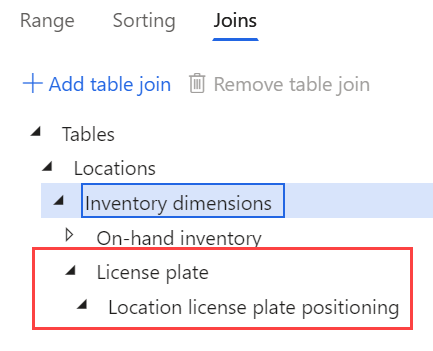 Range Sorting Joins
+ Add table join Remove table join
Tables
Locations
Inventory dimensions
On-hand inventory
License plate
Location license plate positioning